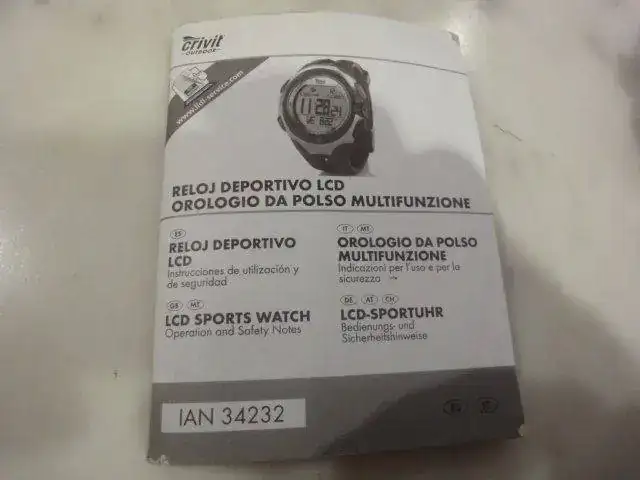 crivit
OUTDOOR
www.lidl-service.com
RELOJ DEPORTIVO LCD
OROLOGIO DA POLSO MULTIFUNZIONE
ES
RELOJ DEPORTIVO
LCD
Instrucciones de utilización y
de seguridad
IT MT
OROLOGIO DA POLSO
MULTIFUNZIONE
Indicazioni per l'uso e per la
sicurezza
GB MT
LCD SPORTS WATCH
Operation and Safety Notes
DE AT CH
LCD-SPORTUHR
Bedienungs- und
Sicherheitshinweise
IAN 34232